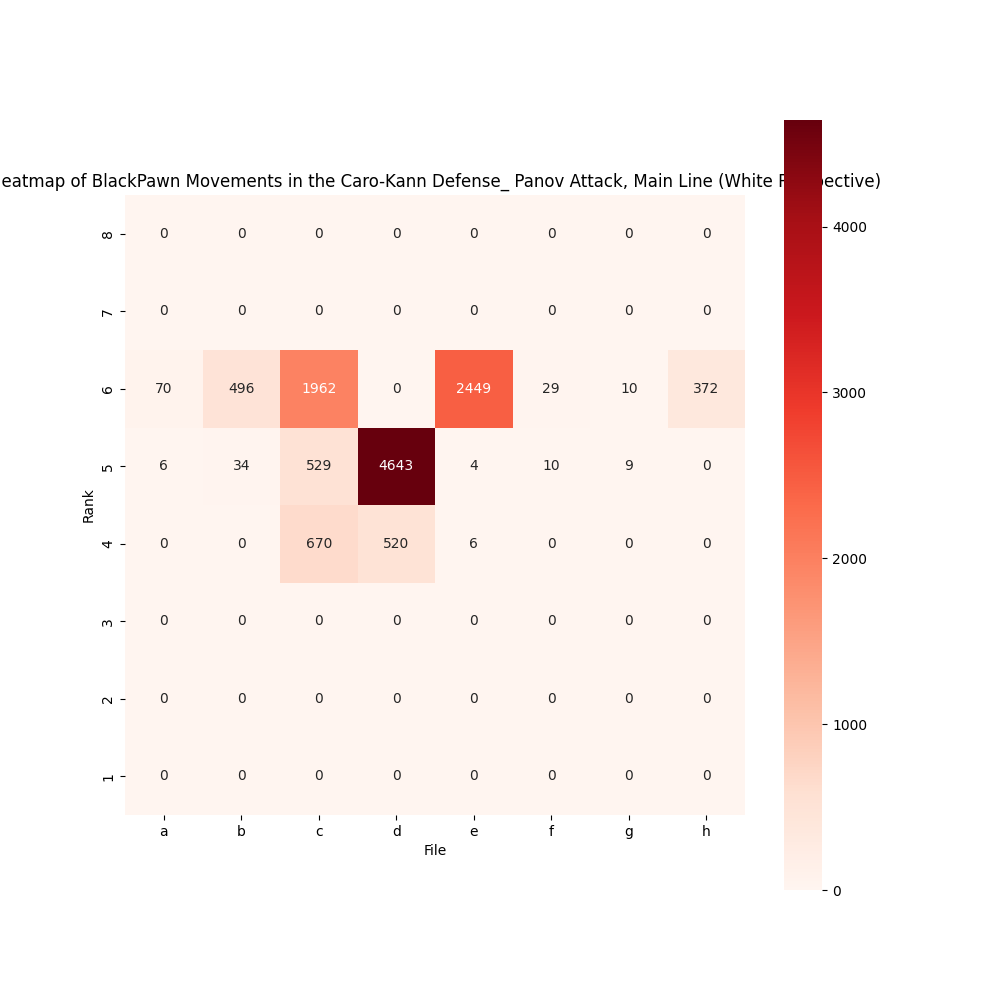 eatmap of BlackPawn Movements in the Caro-Kann Defense_ Panov Attack, Main Line (White
4000
8 0 0 0 0 0 0 0 0
7 0 0 0 0 0 0 0 0
3000
6 70 496 1962 0 2449 29 10 372
5 6 34 529 4643 4 10 9 0
Rank
2000
4 0 0 670 520 6 0 0 0
3 0 0 0 0 0 0 0 0
2 0 0 0 0 0 0 0 0
1000
1 0 0 0 0 0 0 0 0
a b c d e f g h
File
0